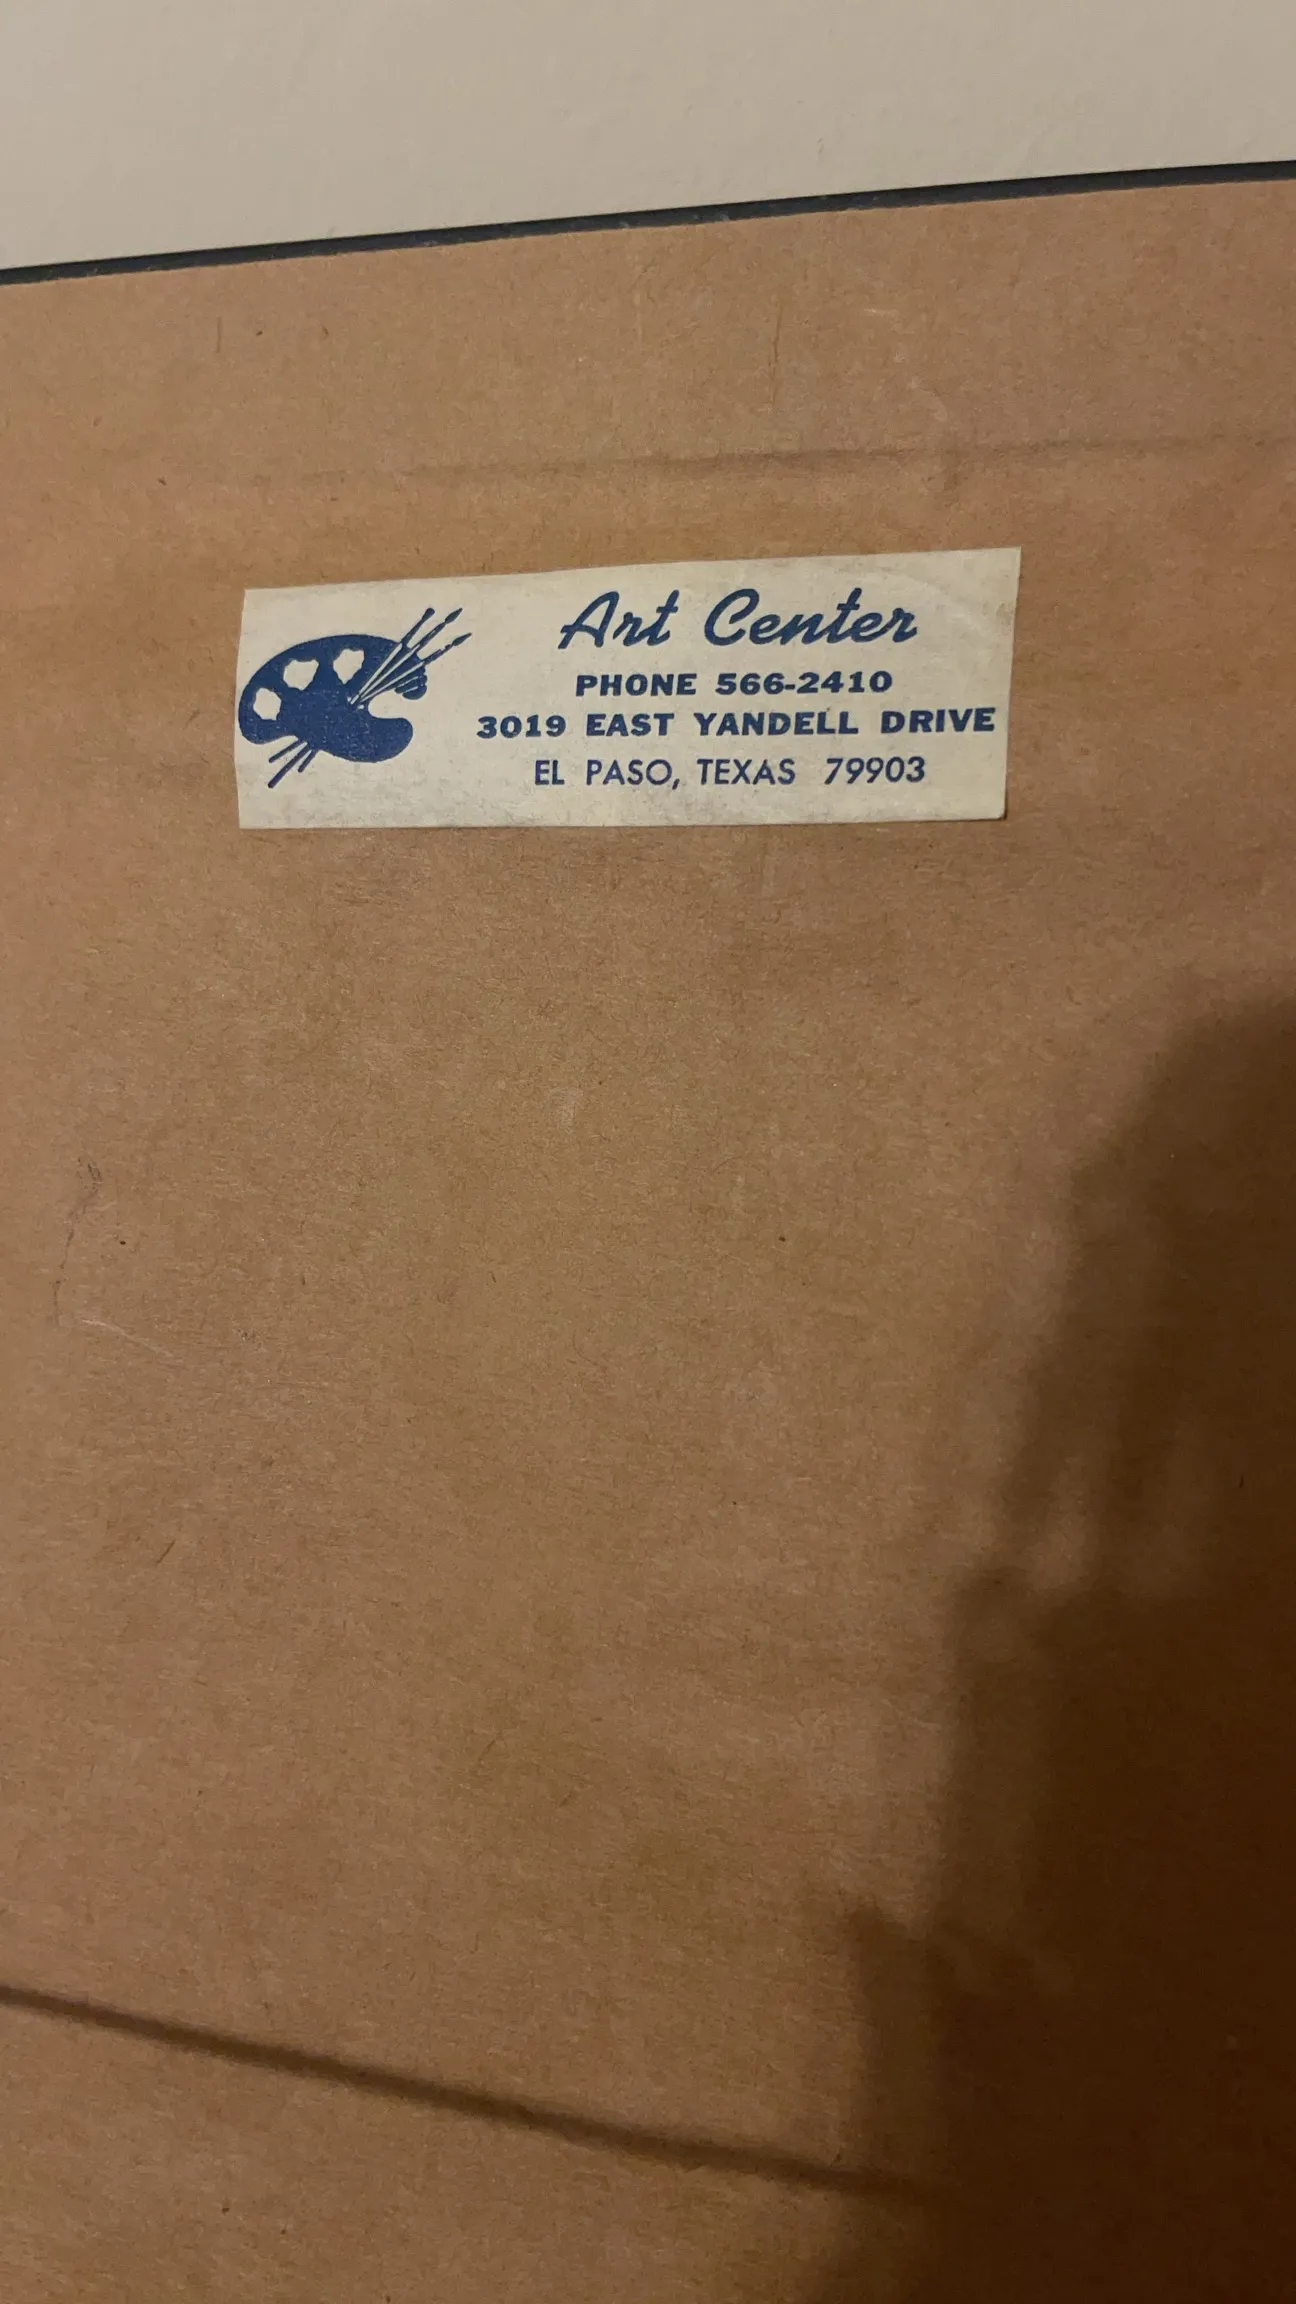 Art Center
PHONE 566-2410
3019 EAST YANDELL DRIVE
EL PASO, TEXAS 79903